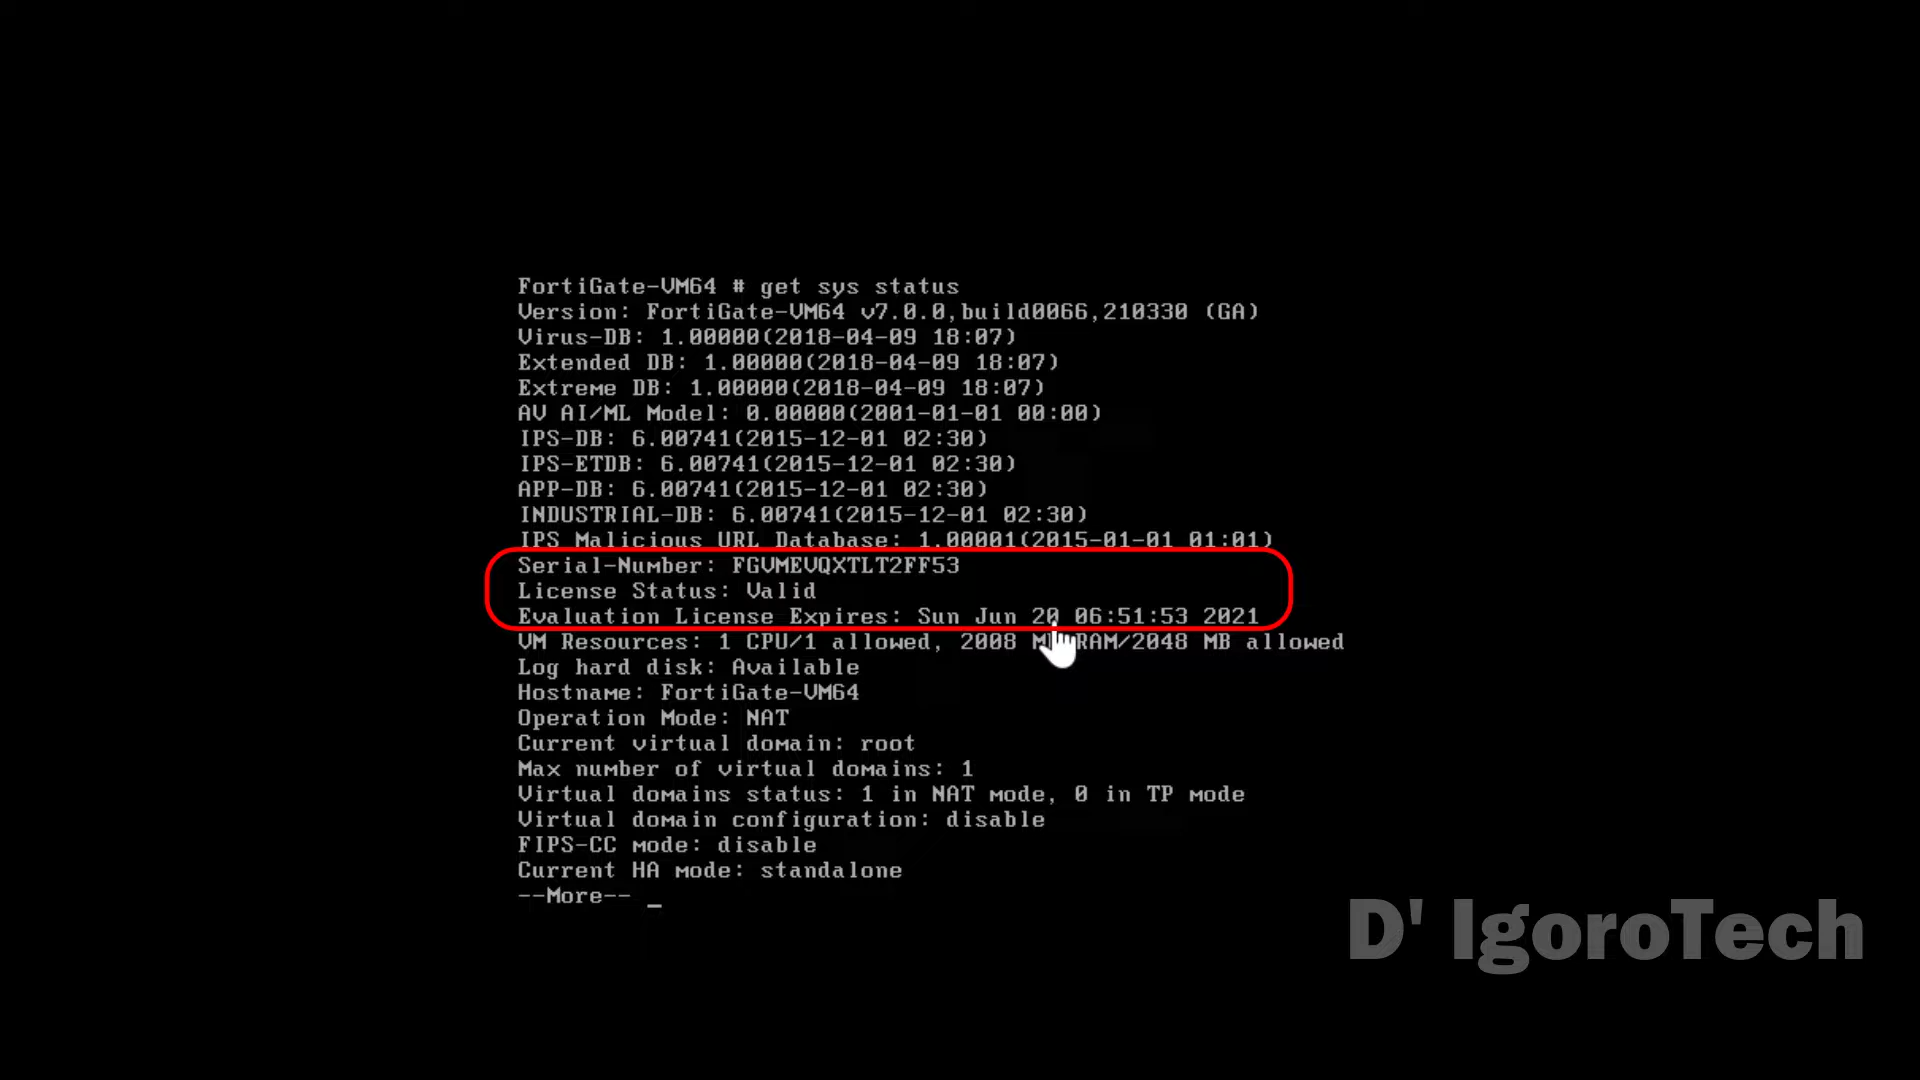 FortiGate-VM64 # get sys status
Version: FortiGate-VM64 v7.0.0,build0066,210330 (GA)
Virus-DB: 1.00000(2018-04-09 18:07)
Extended DB: 1.00000(2018-04-09 18:07)
Extreme DB: 1.00000(2018-04-09 18:07)
AV AI/ML Model: 0.00000(2001-01-01 00:00)
IPS-DB: 6.00741(2015-12-01 02:30)
IPS-ETDB: 6.00741(2015-12-01 02:30)
APP-DB: 6.00741(2015-12-01 02:30)
INDUSTRIAL-DB: 6.00741(2015-12-01 02:30)
IPS Malicious URL Database: 1.00001(2015-01-01 01:01)
Serial-Number: FGVMEVQXTLT2FF53
License Status: Valid
Evaluation License Expires: Sun Jun 20 06:51:53 2021
VM Resources: 1 CPU/1 allowed, 2008 MB RAM/2048 MB allowed
Log hard disk: Available
Hostname: FortiGate-VM64
Operation Mode: NAT
Current virtual domain: root
Max number of virtual domains: 1
Virtual domains status: 1 in NAT mode, 0 in TP mode
Virtual domain configuration: disable
FIPS-CC mode: disable
Current HA mode: standalone
--More-- _
D' IgoroTech